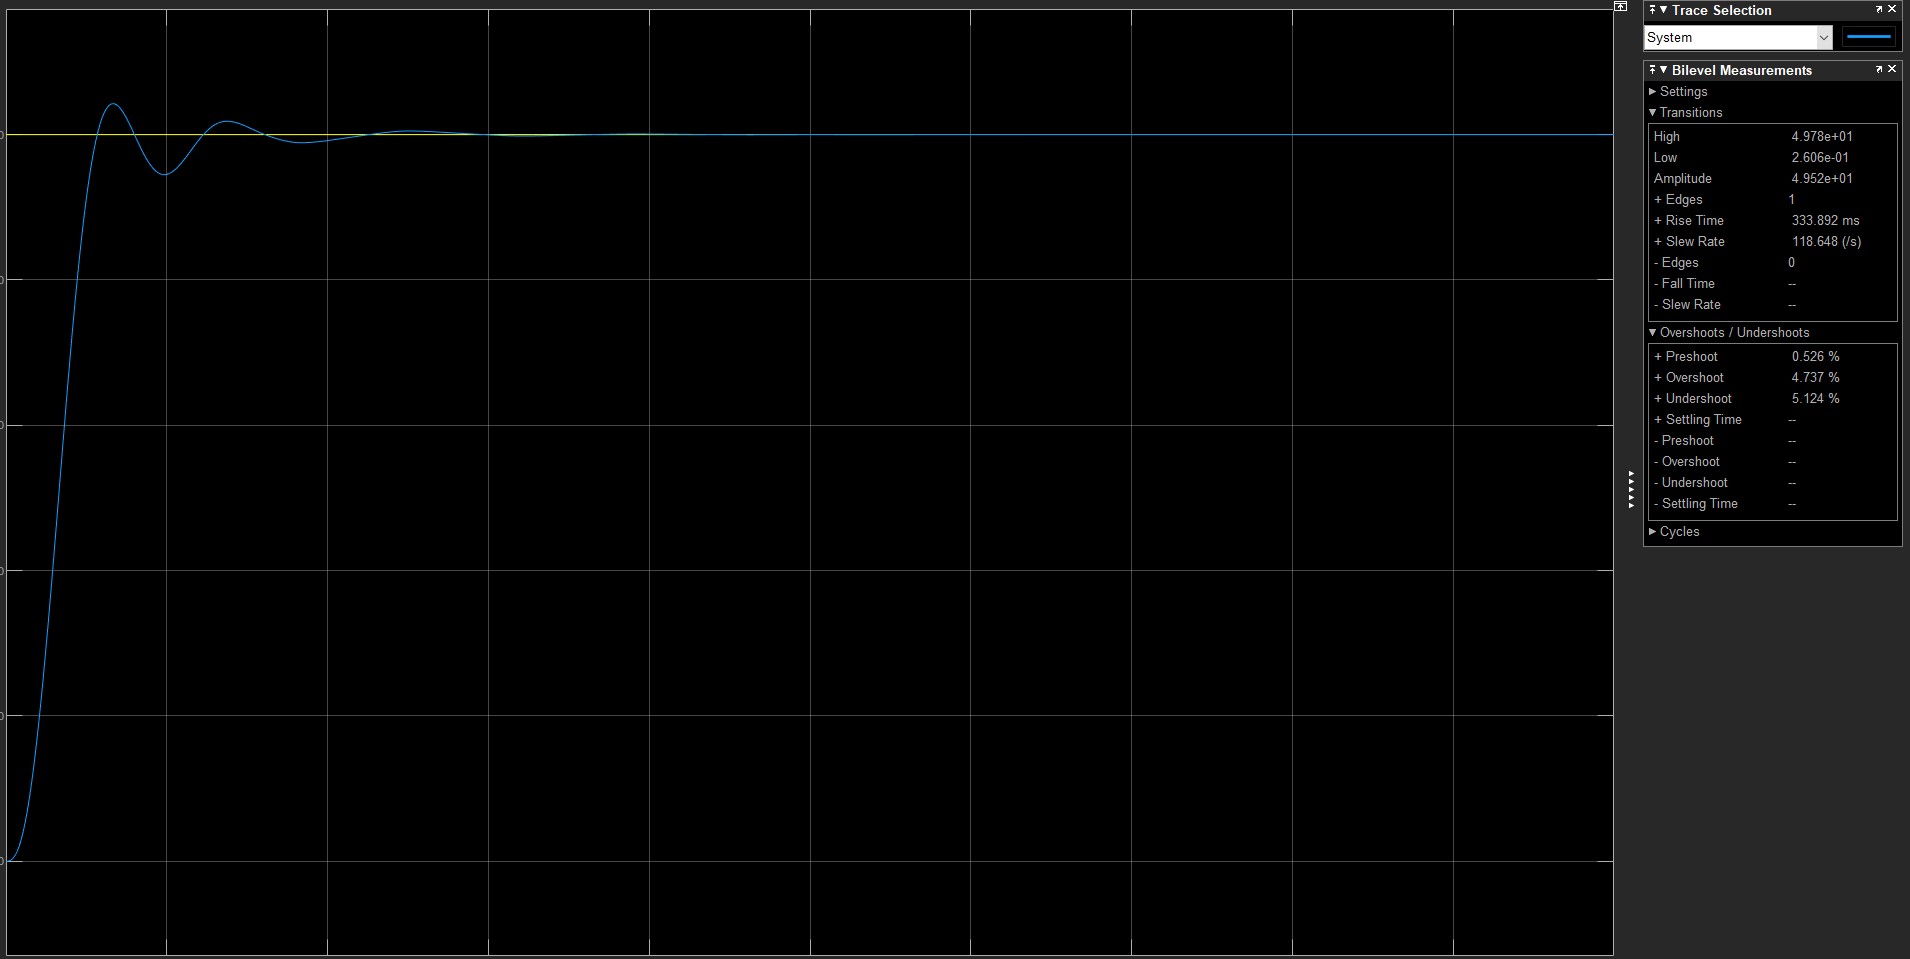 Trace Selection
System
Bilevel Measurements
Settings
Transitions
High 4.978e+01
Low 2.606e-01
Amplitude 4.952e+01
+ Edges 1
+ Rise Time 333.892 ms
+ Slew Rate 118.648 (/s)
- Edges 0
- Fall Time --
- Slew Rate --
Overshoots / Undershoots
+ Preshoot 0.526 %
+ Overshoot 4.737 %
+ Undershoot 5.124 %
+ Settling Time --
- Preshoot --
- Overshoot --
- Undershoot --
- Settling Time --
Cycles